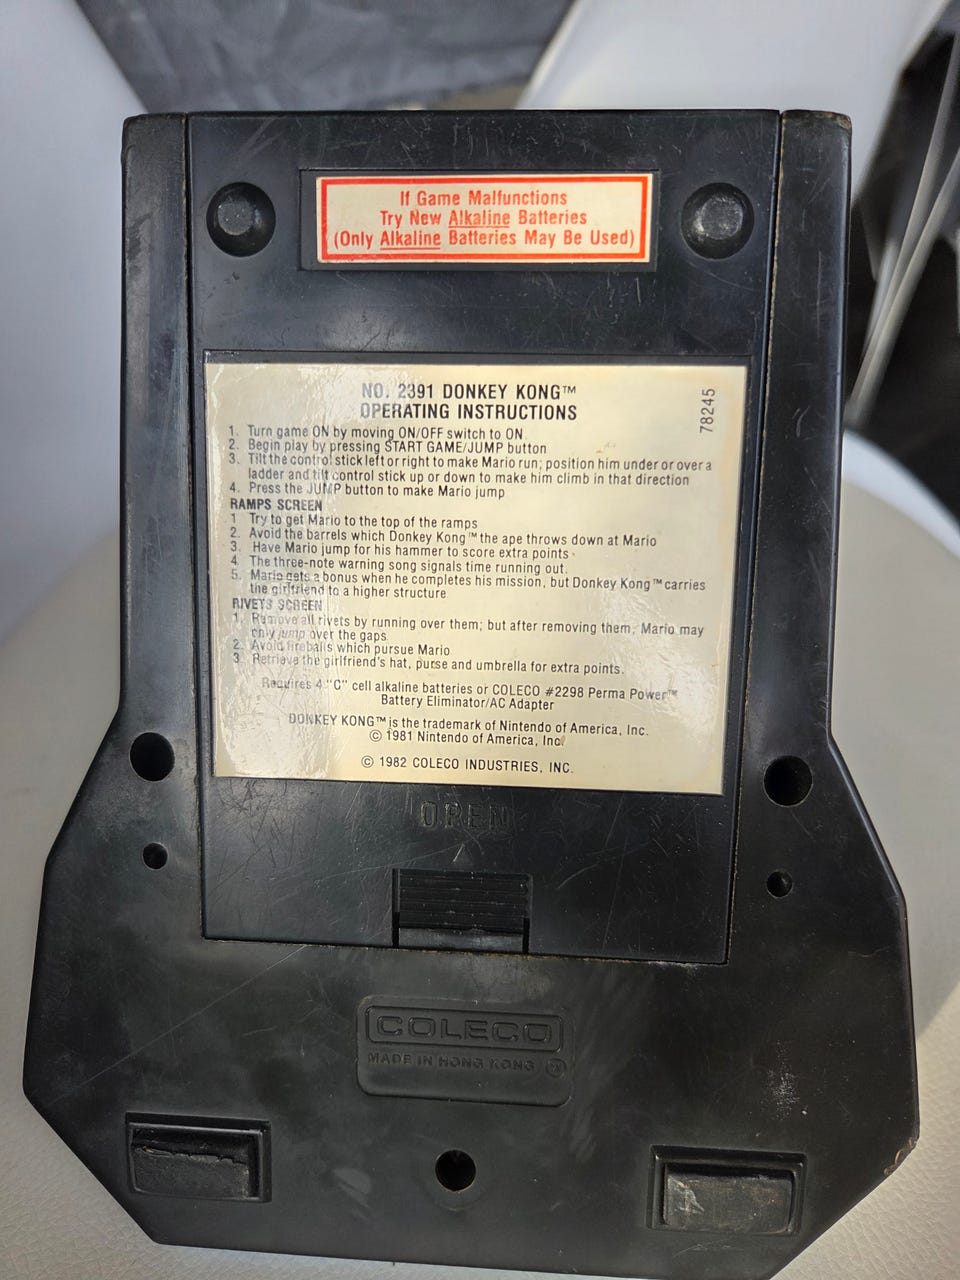 If Game Malfunctions
Try New Alkaline Batteries
(Only Alkaline Batteries May Be Used)
NO. 2391 DONKEY KONG™
OPERATING INSTRUCTIONS
78245
1. Turn game ON by moving ON/OFF switch to ON
2. Begin play by pressing START GAME/JUMP button
3. Tilt the control stick left or right to make Mario run; position him under or over a
ladder and tilt control stick up or down to make him climb in that direction
4. Press the JUMP button to make Mario jump
RAMPS SCREEN
1 Try to get Mario to the top of the ramps
2. Avoid the barrels which Donkey Kong™ the ape throws down at Mario
3. Have Mario jump for his hammer to score extra points
4. The three-note warning song signals time running out.
5. Mario gets a bonus when he completes his mission, but Donkey Kong™ carries
the girlfriend to a higher structure
RIVETS SCREEN
1. Remove all rivets by running over them; but after removing them, Mario may
only jump over the gaps
2. Avoid fireballs which pursue Mario
3 Retrieve the girlfriend's hat, purse and umbrella for extra points.
Requires 4 "C" cell alkaline batteries or COLECO #2298 Perma Power™
Battery Eliminator/AC Adapter
DONKEY KONG™ is the trademark of Nintendo of America, Inc.
© 1981 Nintendo of America, Inc.
© 1982 COLECO INDUSTRIES, INC.
OPEN
COLECO
MADE IN HONG KONG